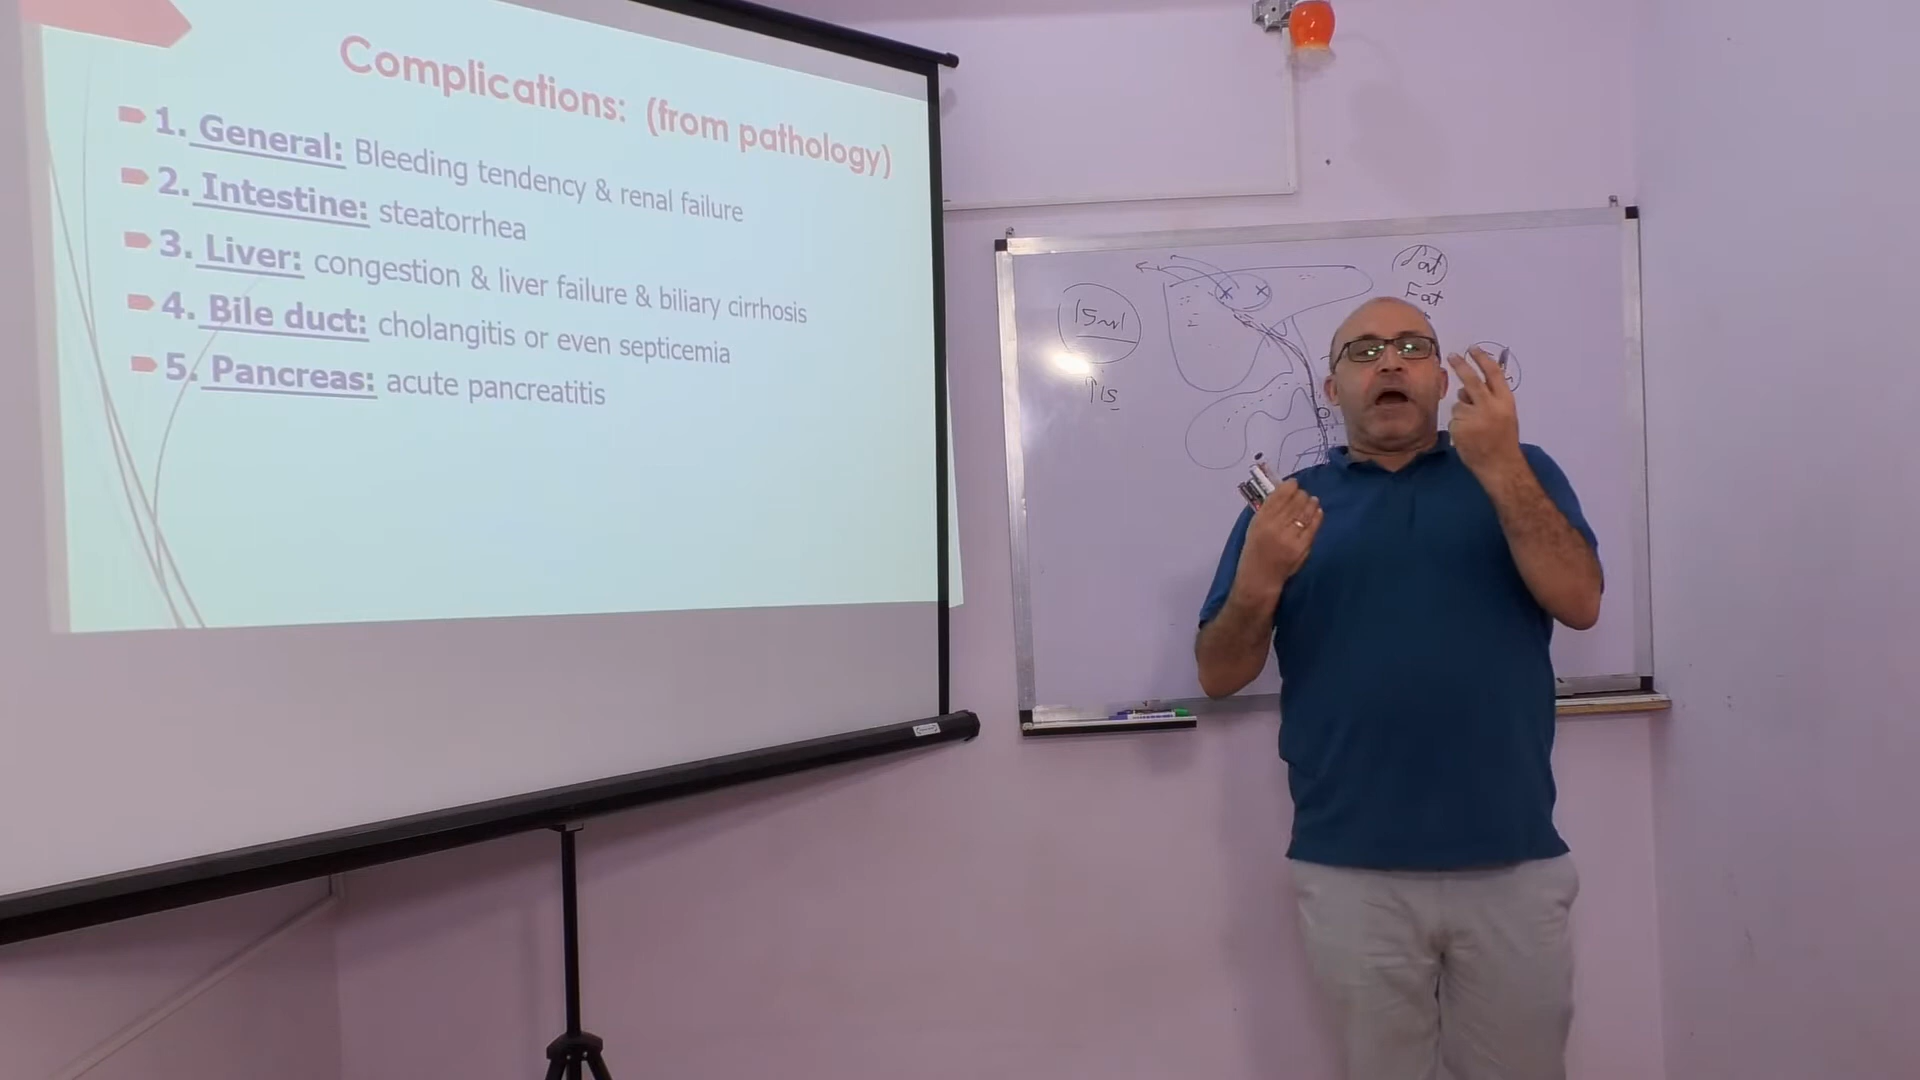 Complications: (from pathology)
1. General: Bleeding tendency & renal failure
2. Intestine: steatorrhea
3. Liver: congestion & liver failure & biliary cirrhosis
4. Bile duct: cholangitis or even septicemia
5. Pancreas: acute pancreatitis
Fat